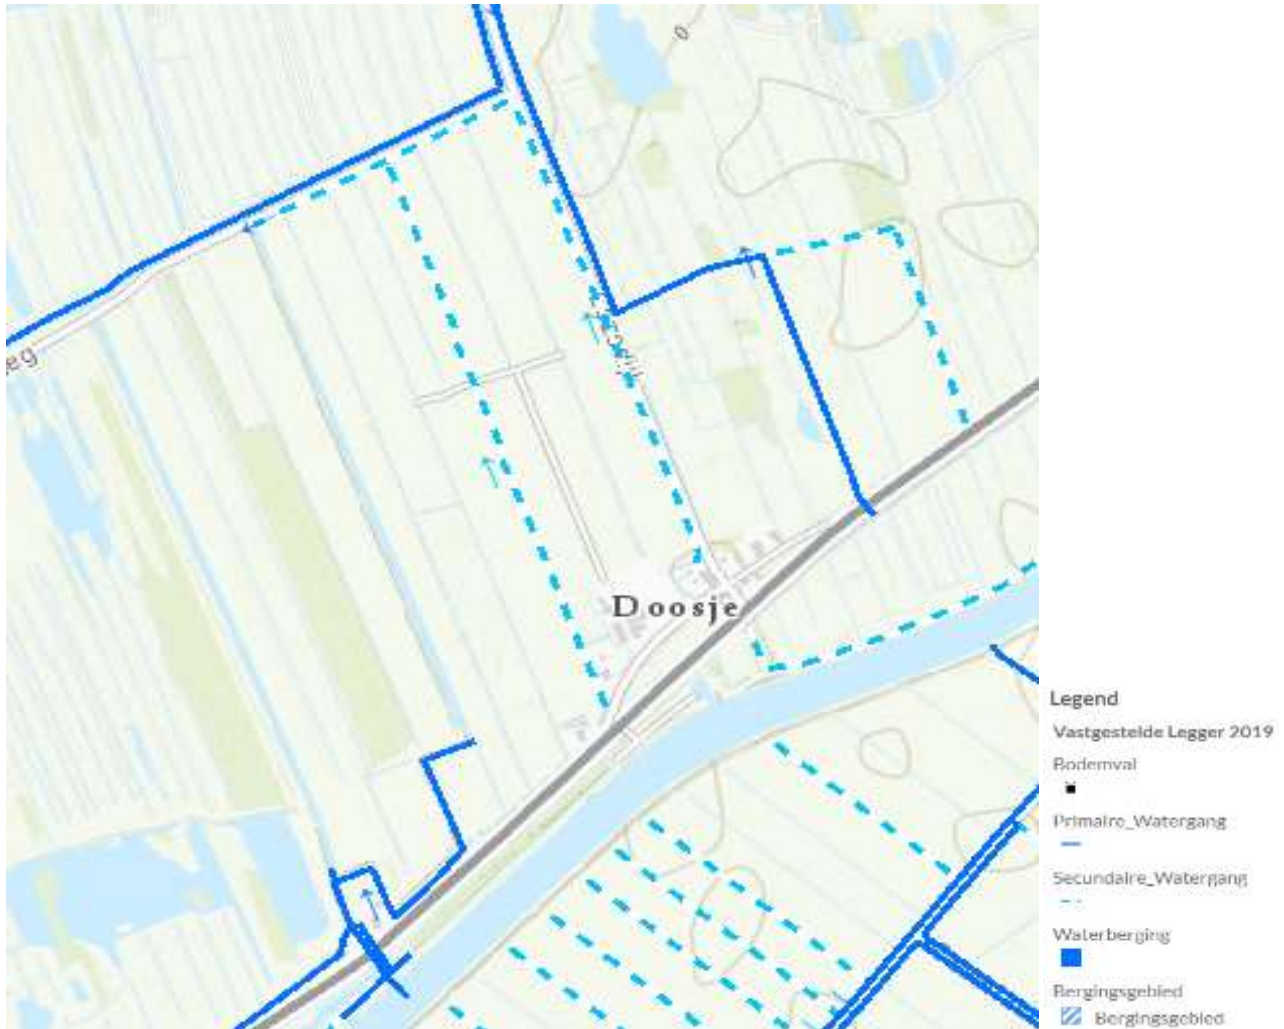 Doosje
Legend
Vastgestelde Legger 2019
Bodemval
Primaire_Watergang
Secundaire_Watergang
Waterberging
Bergingsgebied
Bergingsgebied